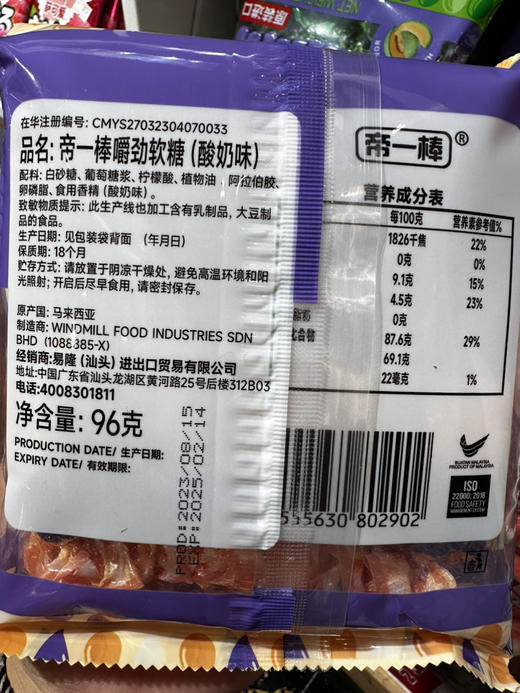 原装进口
在华注册编号: CMYS27032304070033
品名: 帝一棒嚼劲软糖 (酸奶味)
配料: 白砂糖、葡萄糖浆、柠檬酸、植物油、阿拉伯胶、
卵磷脂、食用香精 (酸奶味)。
致敏物质提示: 此生产线也加工含有乳制品, 大豆制
品的食品。
生产日期: 见包装袋背面 (年月日)
保质期: 18个月
贮存方式: 请放置于阴凉干燥处, 避免高温环境和阳
光照射; 开启后尽早食用, 请密封保存。
原产国: 马来西亚
制造商: WINDMILL FOOD INDUSTRIES SDN
BHD (1088385-X)
经销商:易隆 (汕头) 进出口贸易有限公司
地址:中国广东省汕头龙湖区黄河路25号后楼312B03
电话:4008301811
净含量: 96克
PRODUCTION DATE/ 生产日期:
EXPIRY DATE/ 有效期限:
PROD: 2023/08/15
EXP: 2025/02/14
帝一棒®
营养成分表
每100克 营养素参考值%
1826千焦 22%
0克 0%
9.1克 15%
4.5克 23%
脂肪
0克
化合物 87.6克 29%
69.1克
22毫克 1%
555630 802902
BUATAN MALAYSIA
PRODUCT OF MALAYSIA
ISO
22000: 2018
FOOD SAFETY
MANAGEMENT SYSTEM